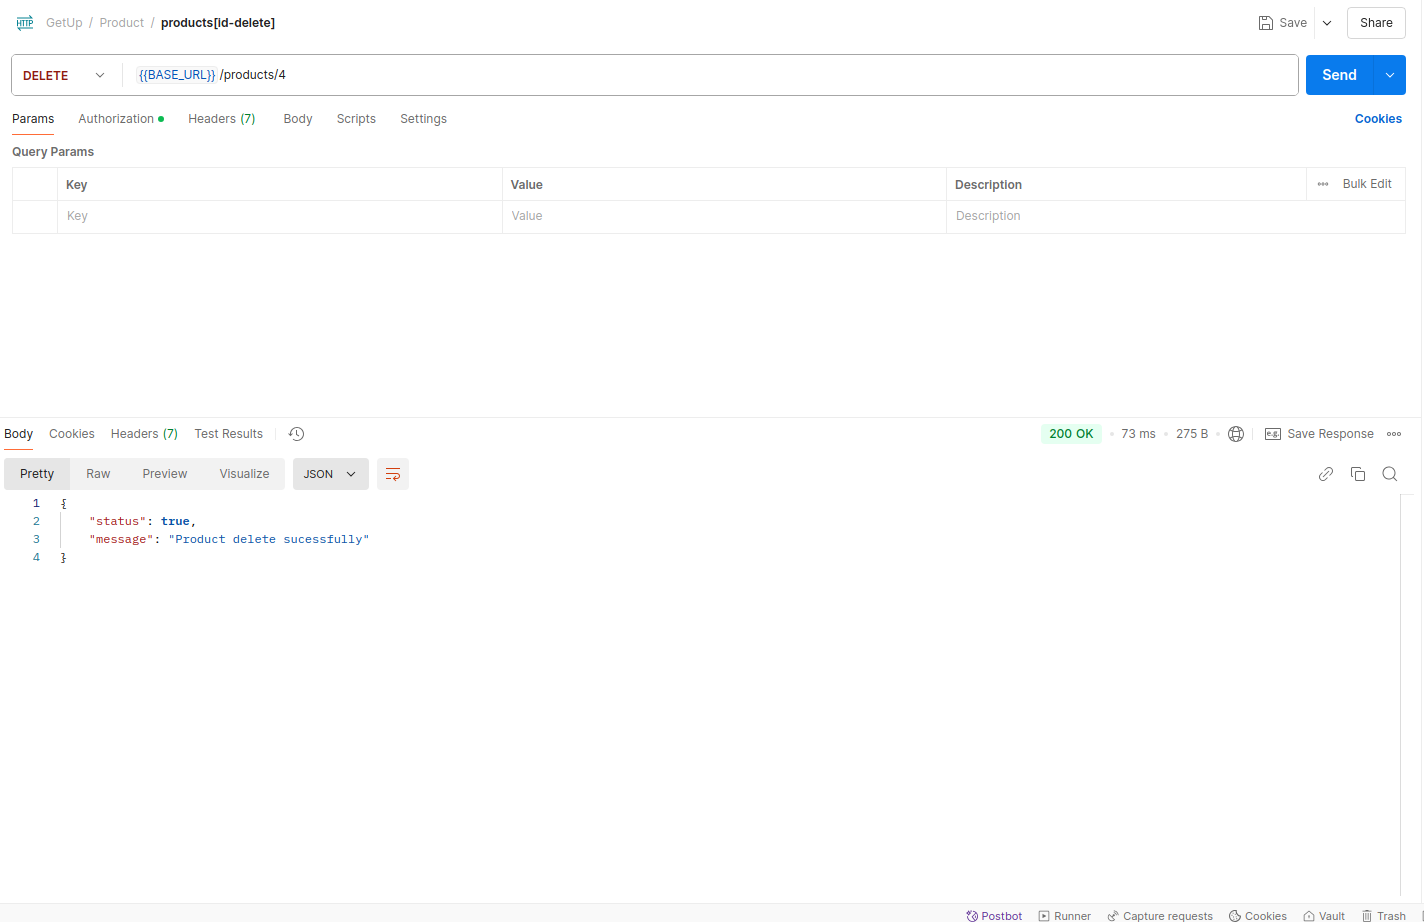 HTTP GetUp / Product / products[id-delete] Save Share
DELETE {{BASE_URL}} /products/4 Send
Params Authorization Headers (7) Body Scripts Settings Cookies
Query Params
Key Value Description Bulk Edit
Key Value Description
Body Cookies Headers (7) Test Results 200 OK 73 ms 275 B e.g. Save Response
Pretty Raw Preview Visualize JSON
1 {
2 "status": true,
3 "message": "Product delete sucessfully"
4 }
Postbot Runner Capture requests Cookies Vault Trash